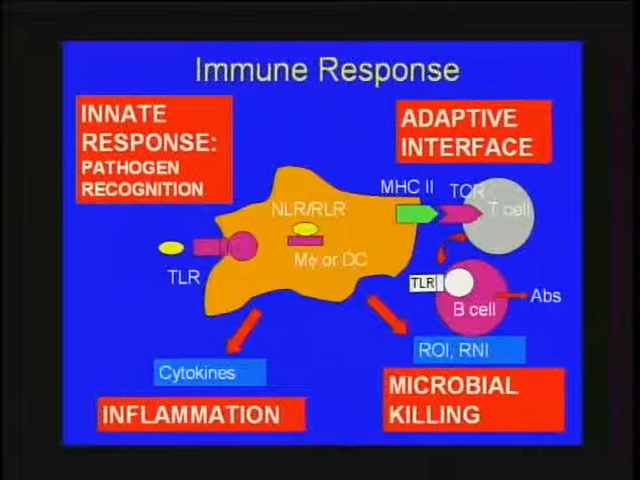 Immune Response
INNATE
RESPONSE:
PATHOGEN
RECOGNITION
ADAPTIVE
INTERFACE
MHC II
TCR
T cell
NLR/RLR
Mϕ or DC
TLR
TLR
B cell
Abs
Cytokines
ROI, RNI
INFLAMMATION
MICROBIAL
KILLING